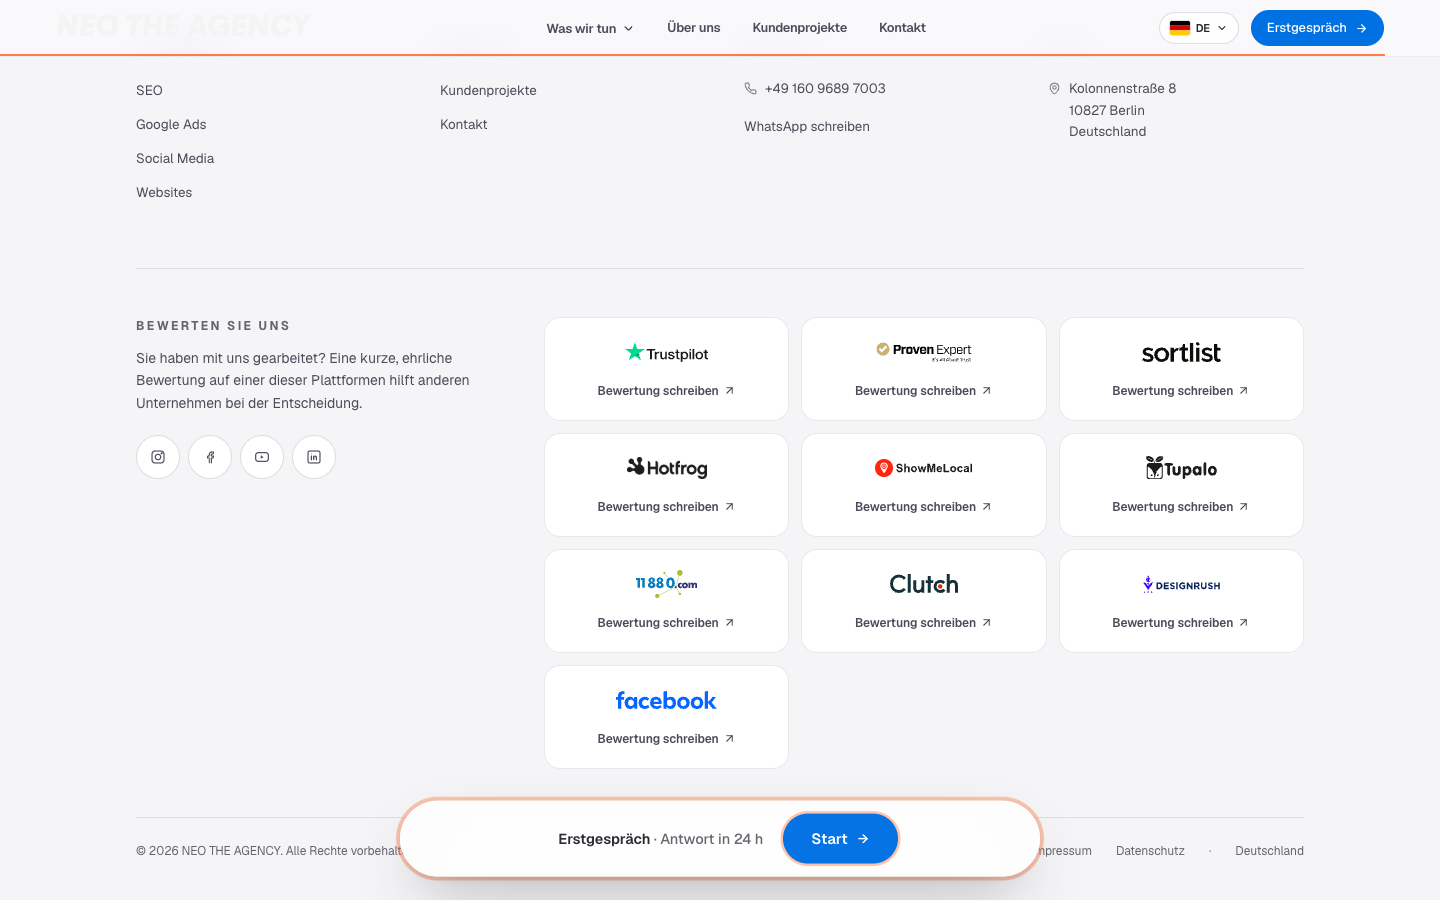 NEO THE AGENCY
Was wir tun
Über uns
Kundenprojekte
Kontakt
DE
Erstgespräch
SEO
Google Ads
Social Media
Websites
Kundenprojekte
Kontakt
+49 160 9689 7003
WhatsApp schreiben
Kolonnenstraße 8
10827 Berlin
Deutschland
BEWERTEN SIE UNS
Sie haben mit uns gearbeitet? Eine kurze, ehrliche
Bewertung auf einer dieser Plattformen hilft anderen
Unternehmen bei der Entscheidung.
Trustpilot
Bewertung schreiben
Proven Expert
It's all about trust
Bewertung schreiben
sortlist
Bewertung schreiben
Hotfrog
Bewertung schreiben
ShowMeLocal
Bewertung schreiben
Tupalo
Bewertung schreiben
11880.com
Bewertung schreiben
Clutch
Bewertung schreiben
DESIGNRUSH
Bewertung schreiben
facebook
Bewertung schreiben
Erstgespräch · Antwort in 24 h
Start
© 2026 NEO THE AGENCY. Alle Rechte vorbehalt
mpressum
Datenschutz
·
Deutschland